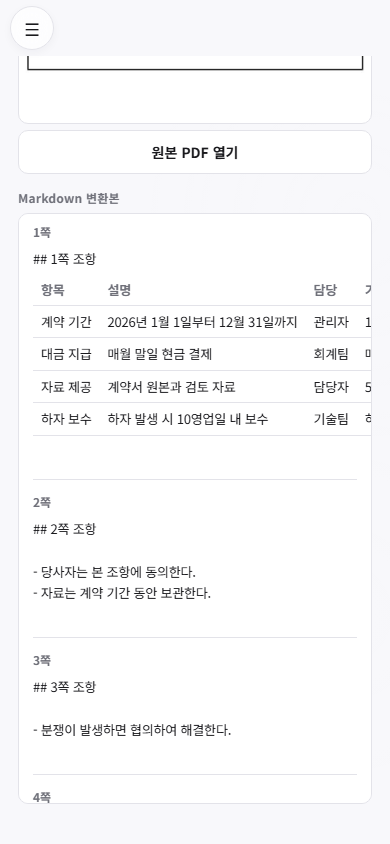 원본 PDF 열기
Markdown 변환본
1쪽
## 1쪽 조항
항목 설명 담당
계약 기간 2026년 1월 1일부터 12월 31일까지 관리자
대금 지급 매월 말일 현금 결제 회계팀
자료 제공 계약서 원본과 검토 자료 담당자
하자 보수 하자 발생 시 10영업일 내 보수 기술팀
2쪽
## 2쪽 조항
- 당사자는 본 조항에 동의한다.
- 자료는 계약 기간 동안 보관한다.
3쪽
## 3쪽 조항
- 분쟁이 발생하면 협의하여 해결한다.
4쪽